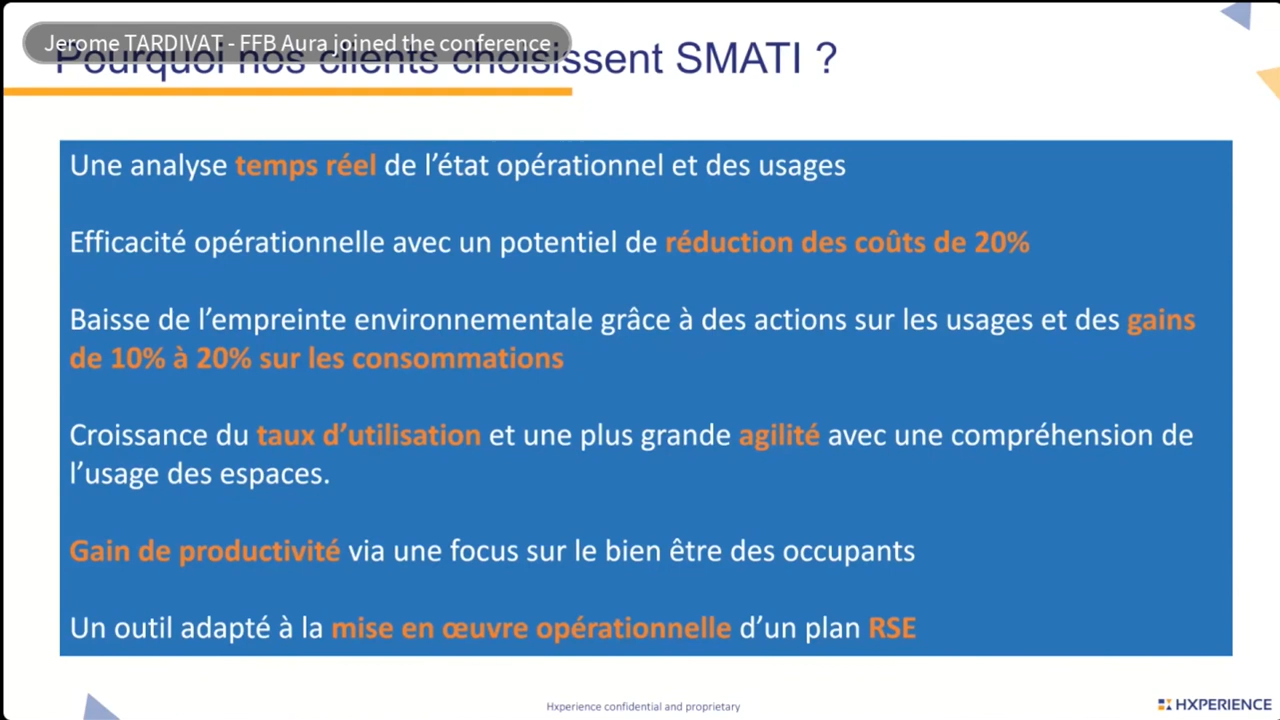 Jerome TARDIVAT - FFB Aura joined the conference
Pourquoi nos clients choisissent SMATI ?
Une analyse temps réel de l’état opérationnel et des usages
Efficacité opérationnelle avec un potentiel de réduction des coûts de 20%
Baisse de l’empreinte environnementale grâce à des actions sur les usages et des gains
de 10% à 20% sur les consommations
Croissance du taux d’utilisation et une plus grande agilité avec une compréhension de
l’usage des espaces.
Gain de productivité via une focus sur le bien être des occupants
Un outil adapté à la mise en œuvre opérationnelle d’un plan RSE
Hxperience confidential and proprietary
HXPERIENCE